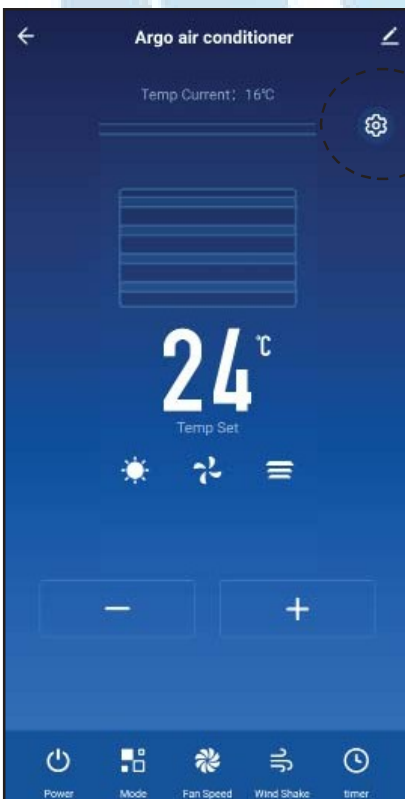 Argo air conditioner
Temp Current: 16℃
24 ℃
Temp Set
Power Mode Fan Speed Wind Shake timer